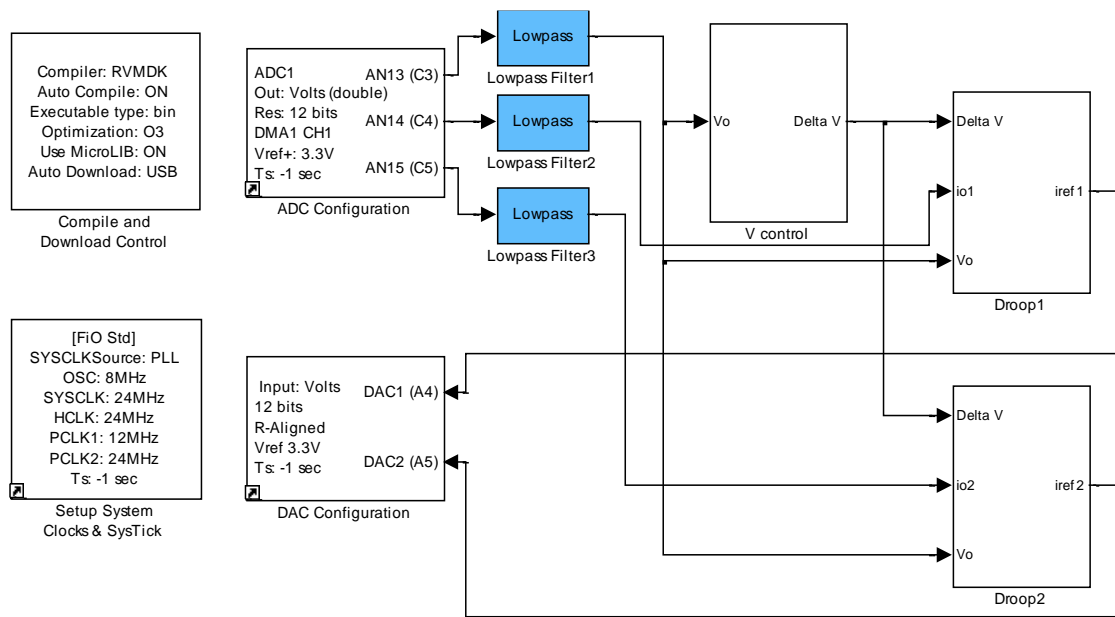 Compiler: RVMDK
Auto Compile: ON
Executable type: bin
Optimization: O3
Use MicroLIB: ON
Auto Download: USB
Compile and
Download Control
ADC1
Out: Volts (double)
Res: 12 bits
DMA1 CH1
Vref+: 3.3V
Ts: -1 sec
AN13 (C3)
AN14 (C4)
AN15 (C5)
ADC Configuration
Lowpass
Lowpass Filter1
Lowpass
Lowpass Filter2
Lowpass
Lowpass Filter3
Vo
Delta V
V control
Delta V
io1
Vo
iref1
Droop1
[FiO Std]
SYSCLKSource: PLL
OSC: 8MHz
SYSCLK: 24MHz
HCLK: 24MHz
PCLK1: 12MHz
PCLK2: 24MHz
Ts: -1 sec
Setup System
Clocks & SysTick
Input: Volts
12 bits
R-Aligned
Vref 3.3V
Ts: -1 sec
DAC1 (A4)
DAC2 (A5)
DAC Configuration
Delta V
io2
Vo
iref2
Droop2